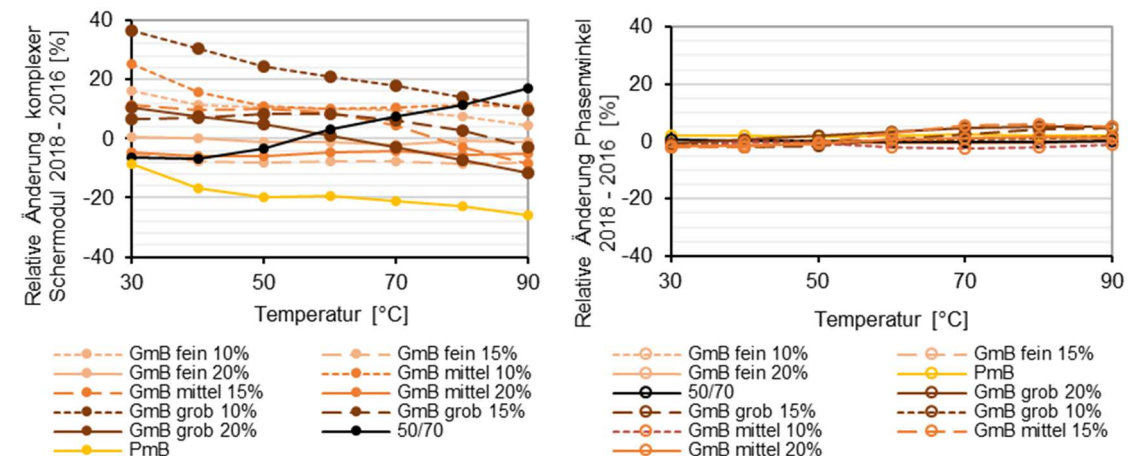 Relative Änderung komplexer
Schermodul 2018 - 2016 [%]
40
20
0
-20
-40
30
50
70
90
Temperatur [°C]
GmB fein 10%
GmB fein 15%
GmB fein 20%
GmB mittel 10%
GmB mittel 15%
GmB mittel 20%
GmB grob 10%
GmB grob 15%
GmB grob 20%
50/70
PmB
Relative Änderung Phasenwinkel
2018 - 2016 [%]
40
20
0
-20
-40
30
50
70
90
Temperatur [°C]
GmB fein 10%
GmB fein 15%
GmB fein 20%
PmB
50/70
GmB grob 20%
GmB grob 15%
GmB grob 10%
GmB mittel 10%
GmB mittel 15%
GmB mittel 20%